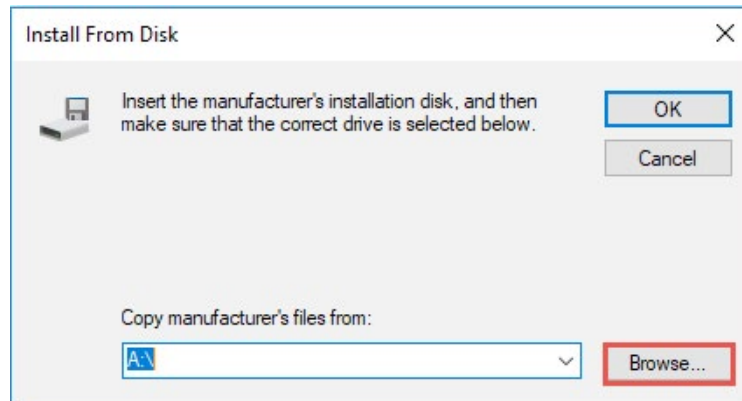 Install From Disk
Insert the manufacturer's installation disk, and then
make sure that the correct drive is selected below.
OK
Cancel
Copy manufacturer's files from:
A:\
Browse...